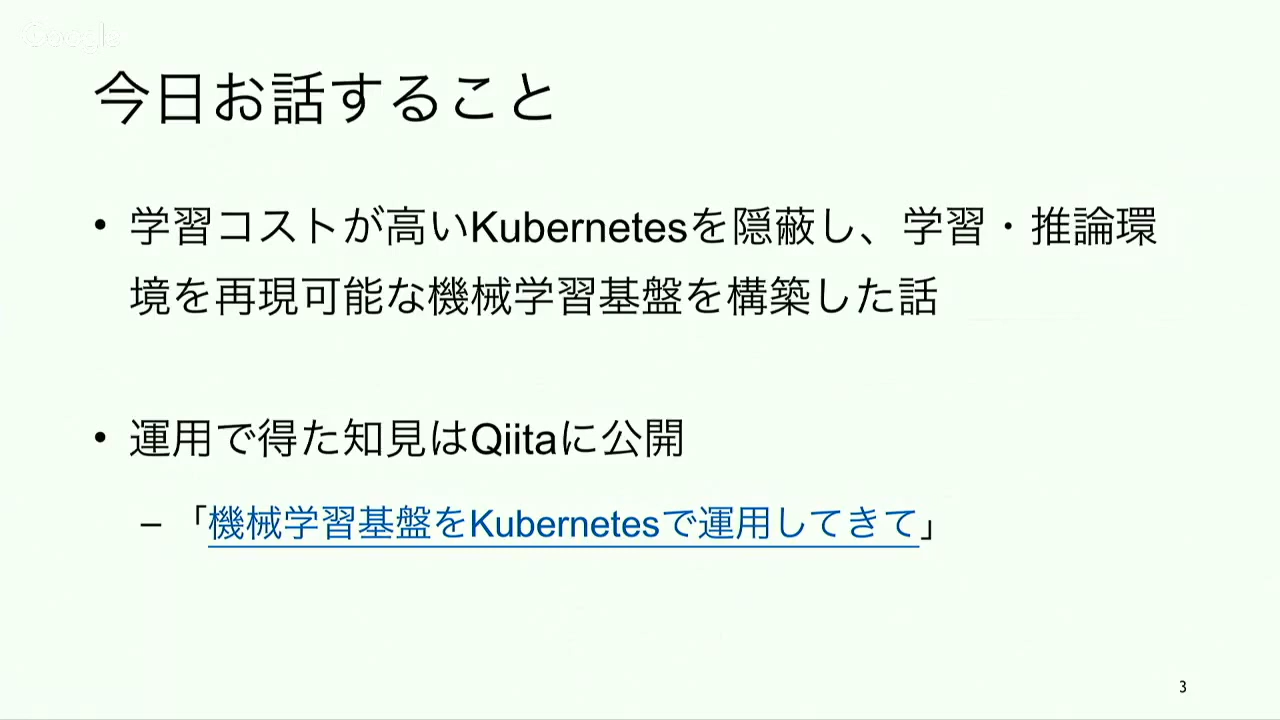 Google
今日お話すること
• 学習コストが高いKubernetesを隠蔽し、学習・推論環
境を再現可能な機械学習基盤を構築した話
• 運用で得た知見はQiitaに公開
– 「機械学習基盤をKubernetesで運用してきて」
3